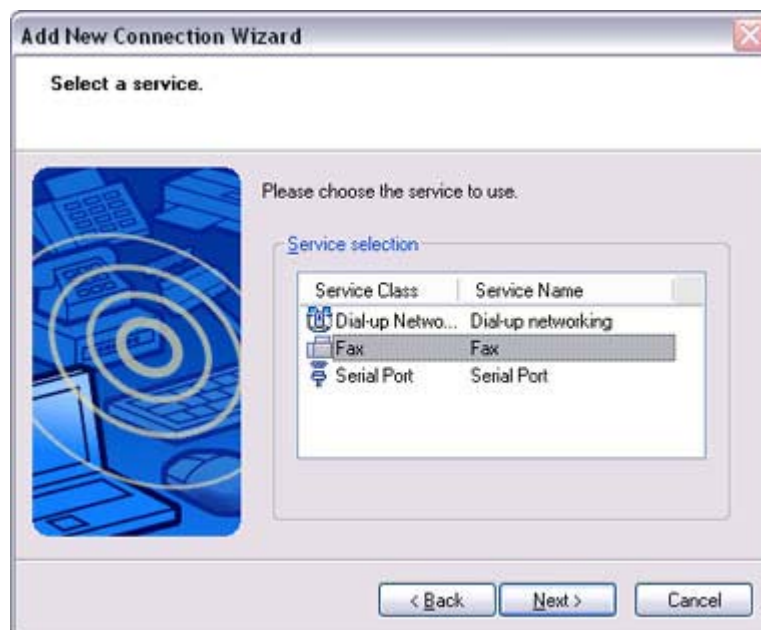 Add New Connection Wizard
Select a service.
Please choose the service to use.
Service selection
Service Class Service Name
Dial-up Netwo... Dial-up networking
Fax Fax
Serial Port Serial Port
< Back Next > Cancel